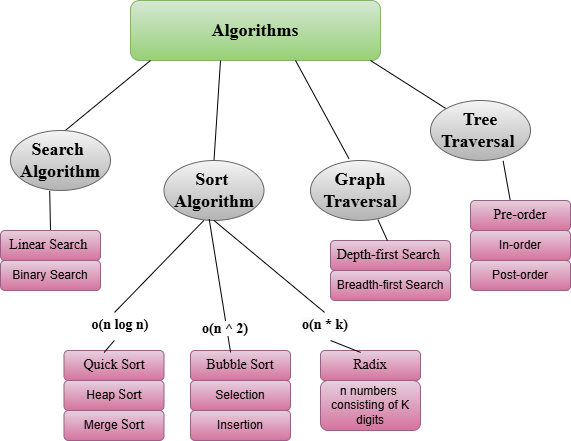 Algorithms
Search
Algorithm
Sort
Algorithm
Graph
Traversal
Tree
Traversal
Linear Search
Binary Search
Depth-first Search
Breadth-first Search
Pre-order
In-order
Post-order
o(n log n)
o(n ^ 2)
o(n * k)
Quick Sort
Heap Sort
Merge Sort
Bubble Sort
Selection
Insertion
Radix
n numbers
consisting of K
digits